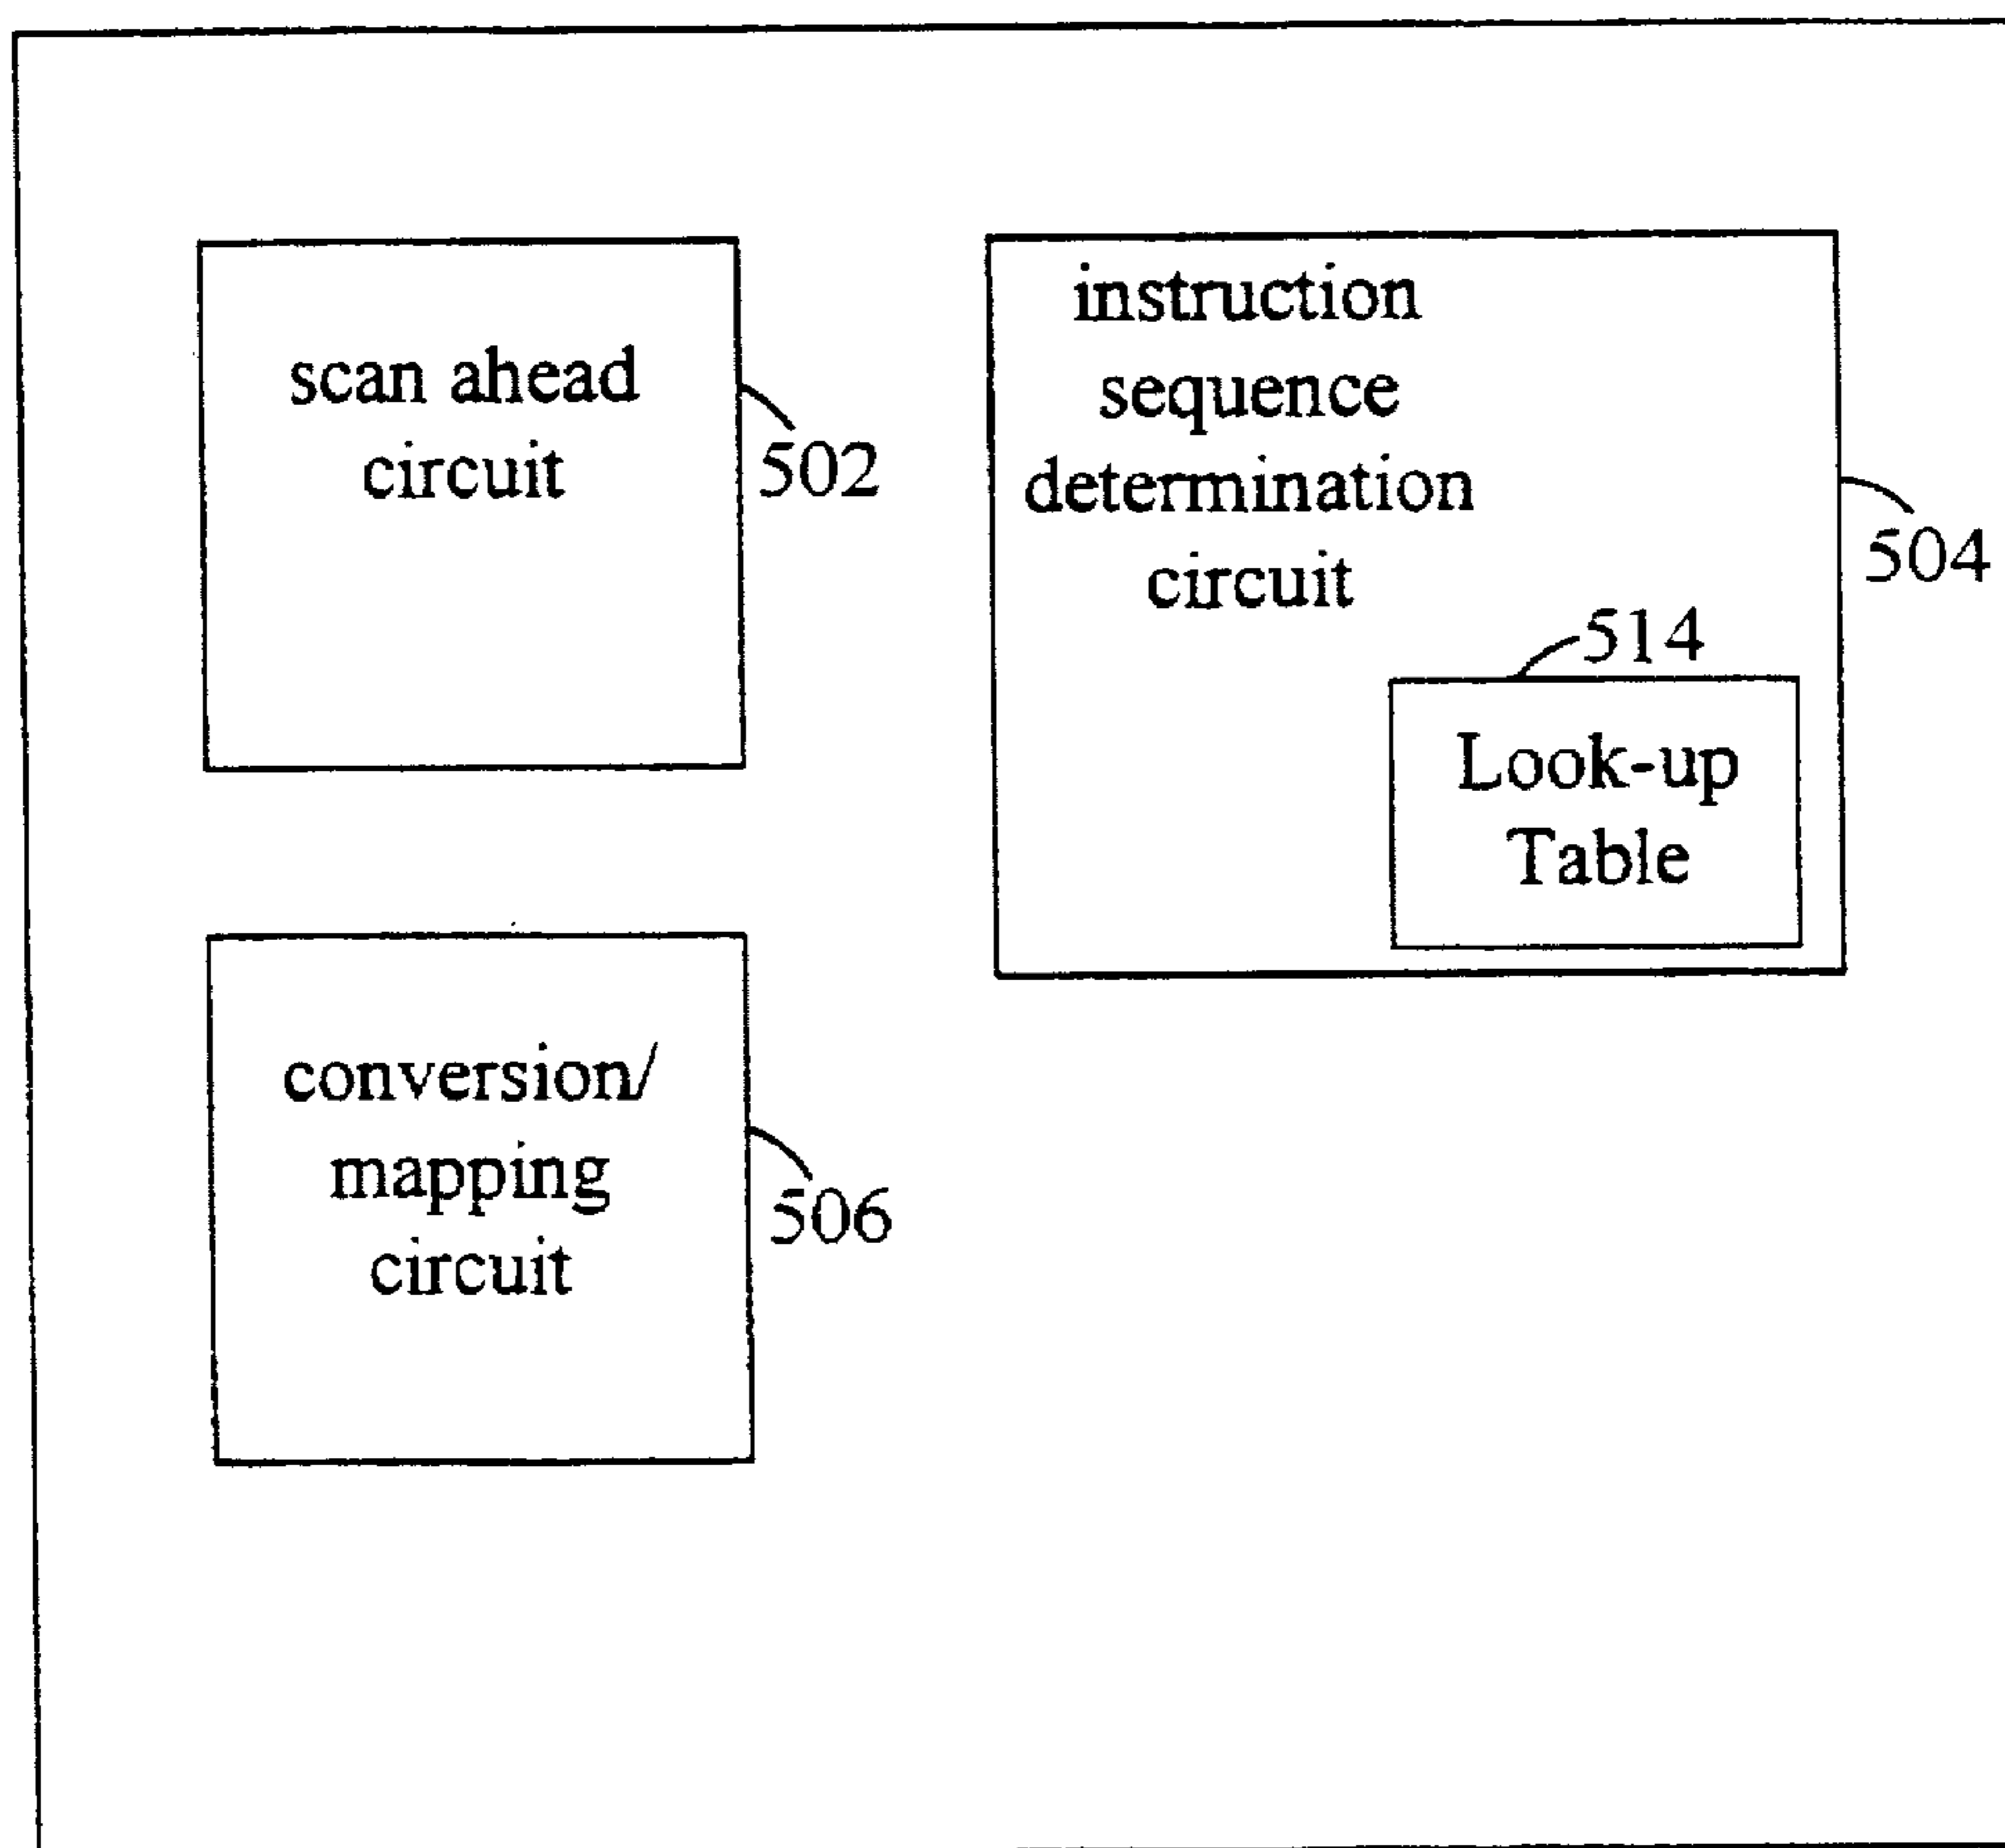 scan ahead
circuit
502
instruction
sequence
determination
circuit
504
514
Look-up
Table
conversion/
mapping
circuit
506